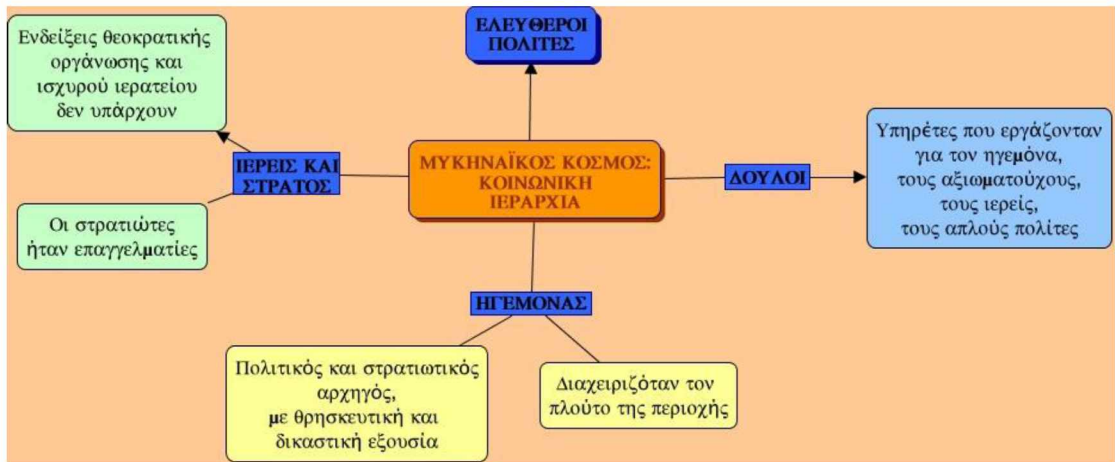 Ενδείξεις θεοκρατικής
οργάνωσης και
ισχυρού ιερατείου
δεν υπάρχουν
ΕΛΕΥΘΕΡΟΙ
ΠΟΛΙΤΕΣ
ΙΕΡΕΙΣ ΚΑΙ
ΣΤΡΑΤΟΣ
ΜΥΚΗΝΑΪΚΟΣ ΚΟΣΜΟΣ:
ΚΟΙΝΩΝΙΚΗ
ΙΕΡΑΡΧΙΑ
ΔΟΥΛΟΙ
Υπηρέτες που εργάζονταν
για τον ηγεμόνα,
τους αξιωματούχους,
τους ιερείς,
τους απλούς πολίτες
Οι στρατιώτες
ήταν επαγγελματίες
ΗΓΕΜΟΝΑΣ
Πολιτικός και στρατιωτικός
αρχηγός,
με θρησκευτική και
δικαστική εξουσία
Διαχειριζόταν τον
πλούτο της περιοχής